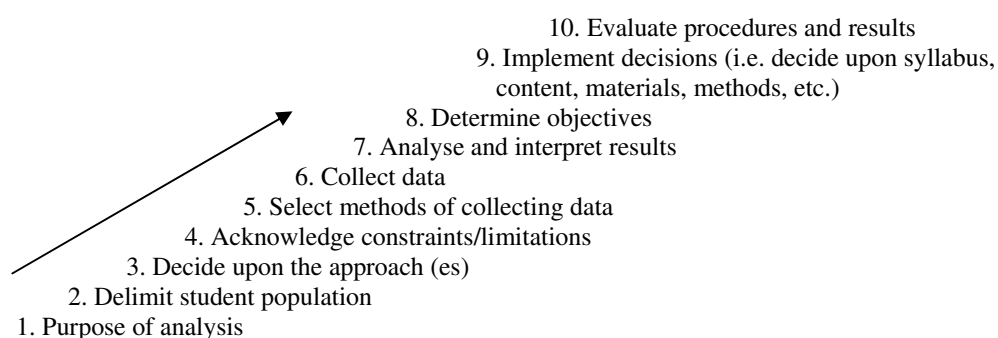 10. Evaluate procedures and results
9. Implement decisions (i.e. decide upon syllabus,
content, materials, methods, etc.)
8. Determine objectives
7. Analyse and interpret results
6. Collect data
5. Select methods of collecting data
4. Acknowledge constraints/limitations
3. Decide upon the approach (es)
2. Delimit student population
1. Purpose of analysis